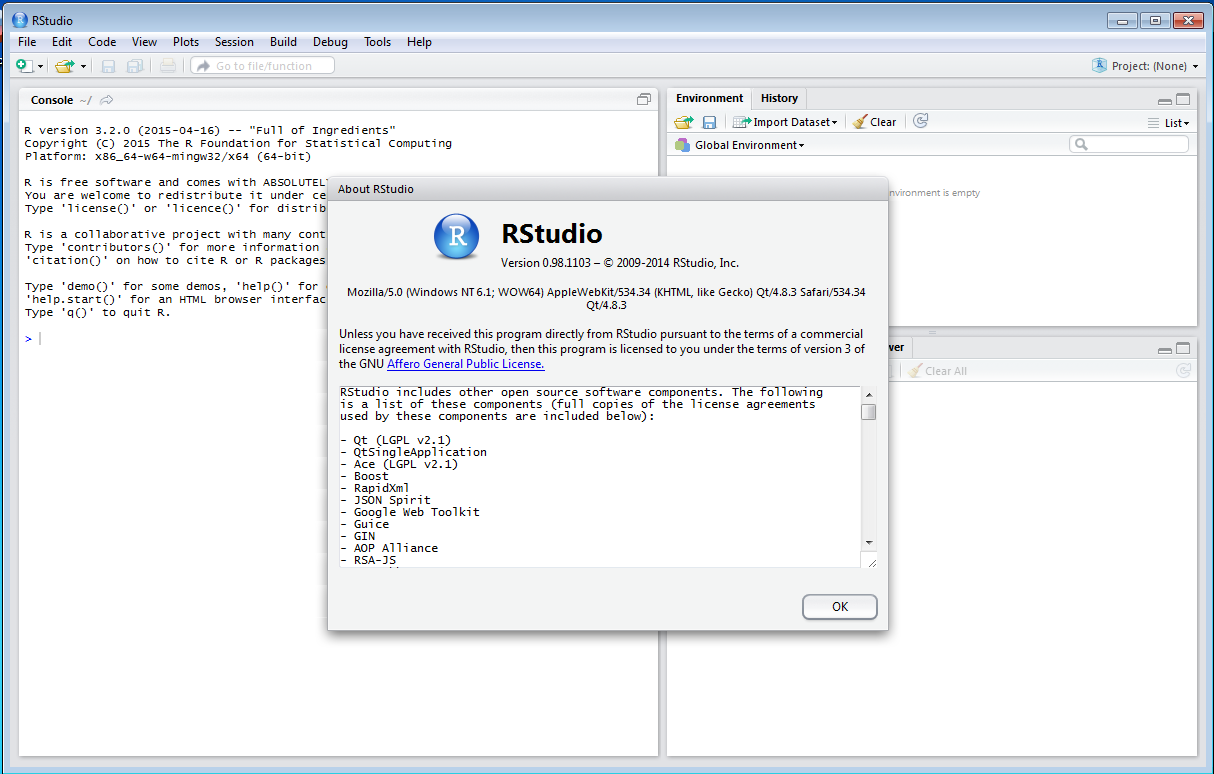 RStudio
File Edit Code View Plots Session Build Debug Tools Help
Go to file/function
Project: (None)
Console ~/
R version 3.2.0 (2015-04-16) -- "Full of Ingredients"
Copyright (C) 2015 The R Foundation for Statistical Computing
Platform: x86_64-w64-mingw32/x64 (64-bit)
R is free software and comes with ABSOLUTEL
You are welcome to redistribute it under ce
Type 'license()' or 'licence()' for distrib
R is a collaborative project with many cont
Type 'contributors()' for more information
'citation()' on how to cite R or R packages
Type 'demo()' for some demos, 'help()' for
'help.start()' for an HTML browser interfac
Type 'q()' to quit R.
>
Environment History
Import Dataset Clear
List
Global Environment
nvironment is empty
wer
Clear All
About RStudio
R RStudio
Version 0.98.1103 – © 2009-2014 RStudio, Inc.
Mozilla/5.0 (Windows NT 6.1; WOW64) AppleWebKit/534.34 (KHTML, like Gecko) Qt/4.8.3 Safari/534.34
Qt/4.8.3
Unless you have received this program directly from RStudio pursuant to the terms of a commercial
license agreement with RStudio, then this program is licensed to you under the terms of version 3 of
the GNU Affero General Public License.
RStudio includes other open source software components. The following
is a list of these components (full copies of the license agreements
used by these components are included below):
- Qt (LGPL v2.1)
- QtSingleApplication
- Ace (LGPL v2.1)
- Boost
- RapidXml
- JSON Spirit
- Google Web Toolkit
- Guice
- GIN
- AOP Alliance
- RSA-JS
OK